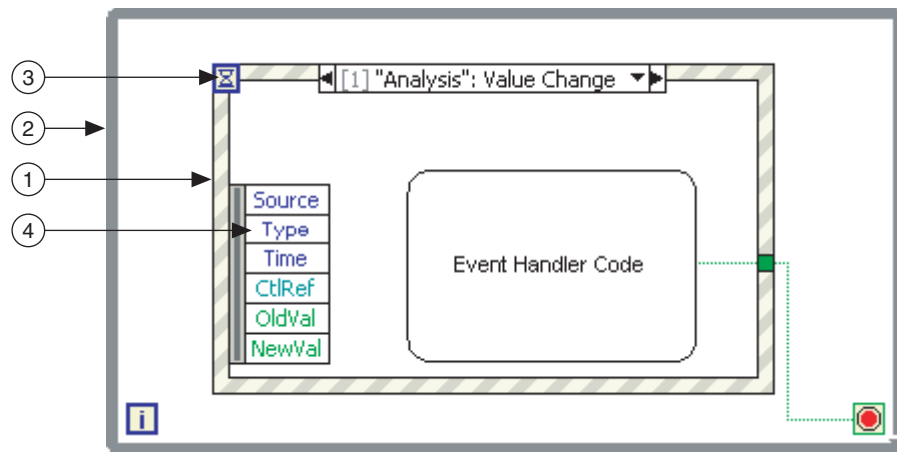 3
[1] "Analysis": Value Change
2
1
Source
4
Type
Time
Event Handler Code
CtlRef
OldVal
NewVal
i